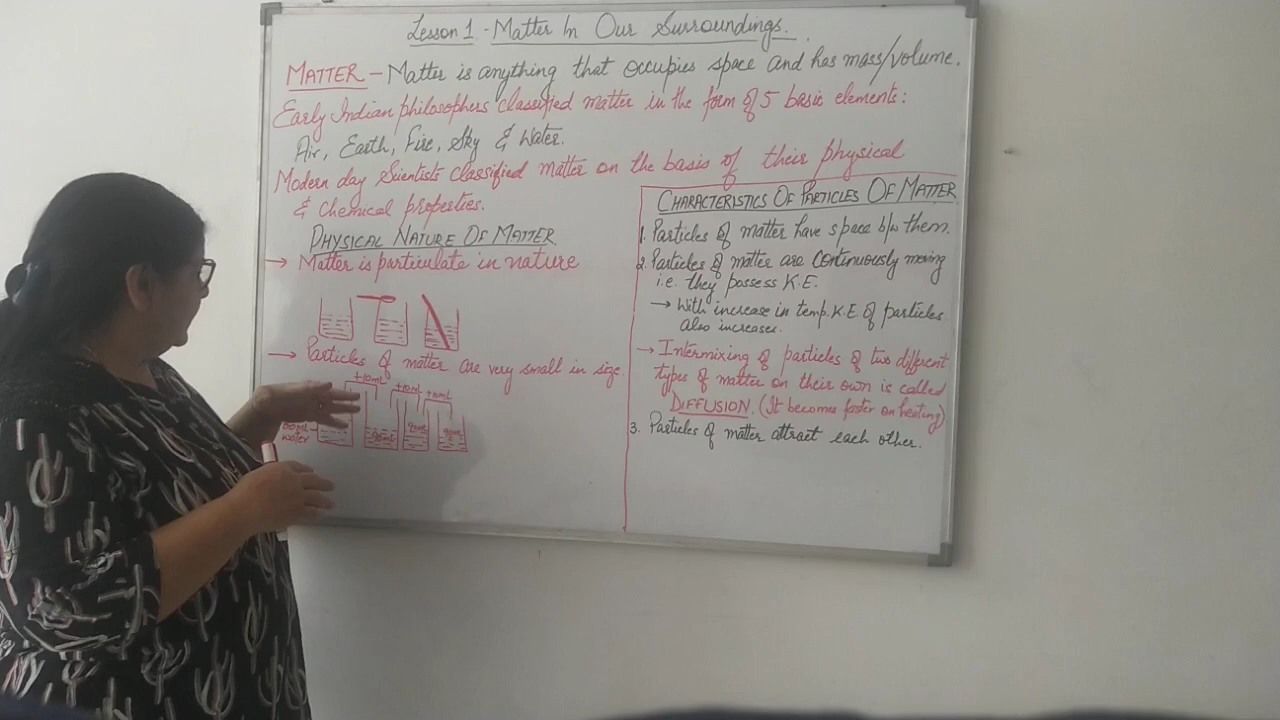 Lesson 1 - Matter In Our Surroundings.
MATTER - Matter is anything that occupies space and has mass/volume.
Early Indian philosophers classified matter in the form of 5 basic elements:
Air, Earth, Fire, Sky & Water.
Modern day Scientists classified matter on the basis of their physical
& chemical properties.
PHYSICAL NATURE OF MATTER
→ Matter is particulate in nature
→ Particles of matter are very small in size
+10mL +10mL +10mL
water 90mL 90mL
CHARACTERISTICS OF PARTICLES OF MATTER
1. Particles of matter have space b/w them.
2. Particles of matter are continuously moving
i.e. they possess K.E.
→ With increase in temp. K.E. of particles
also increases.
→ Intermixing of particles of two different
types of matter on their own is called
DIFFUSION. (It becomes faster on heating)
3. Particles of matter attract each other.